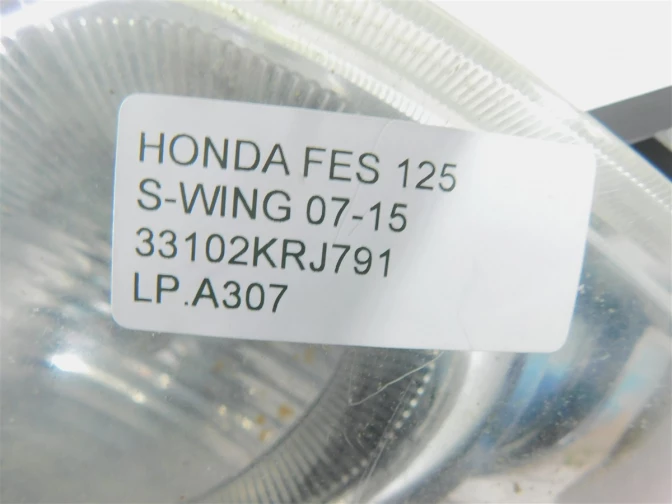 HONDA FES 125
S-WING 07-15
33102KRJ791
LP.A307